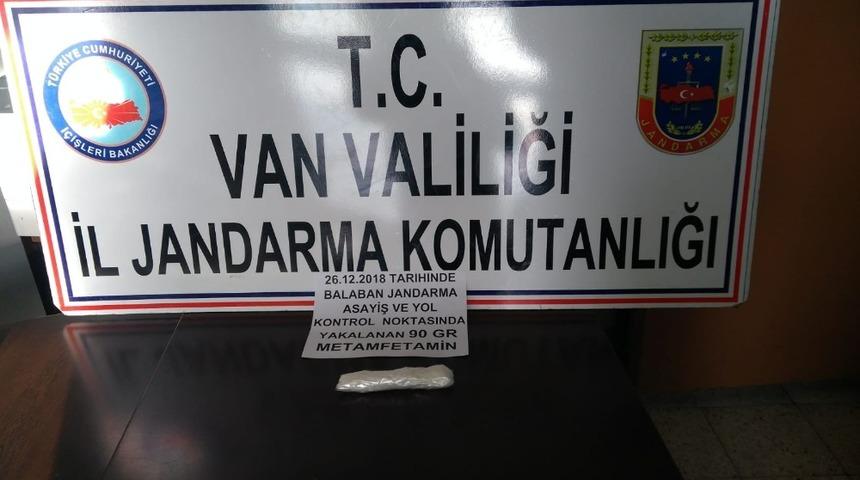 T.C.
VAN VALİLİĞİ
İL JANDARMA KOMUTANLIĞI
TÜRKİYE CUMHURİYETİ
İÇİŞLERİ BAKANLIĞI
JANDARMA
26.12.2018 TARİHİNDE
BALABAN JANDARMA
ASAYİŞ VE YOL
KONTROL NOKTASINDA
YAKALANAN 90 GR
METAMFETAMİN